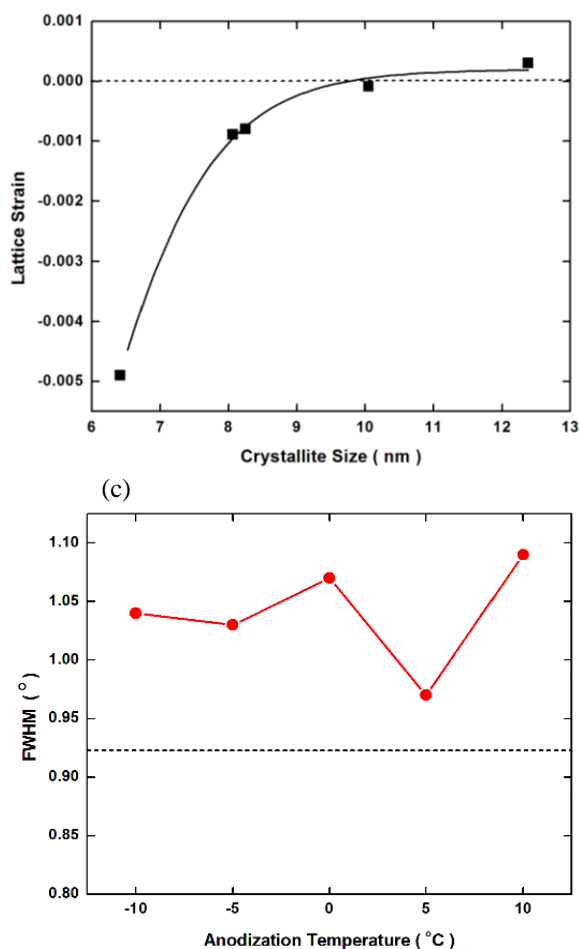 0.001
0.000
-0.001
-0.002
-0.003
-0.004
-0.005
Lattice Strain
6 7 8 9 10 11 12 13
Crystallite Size ( nm )
(c)
1.10
1.05
1.00
0.95
0.90
0.85
0.80
FWHM ( ° )
-10 -5 0 5 10
Anodization Temperature ( °C )